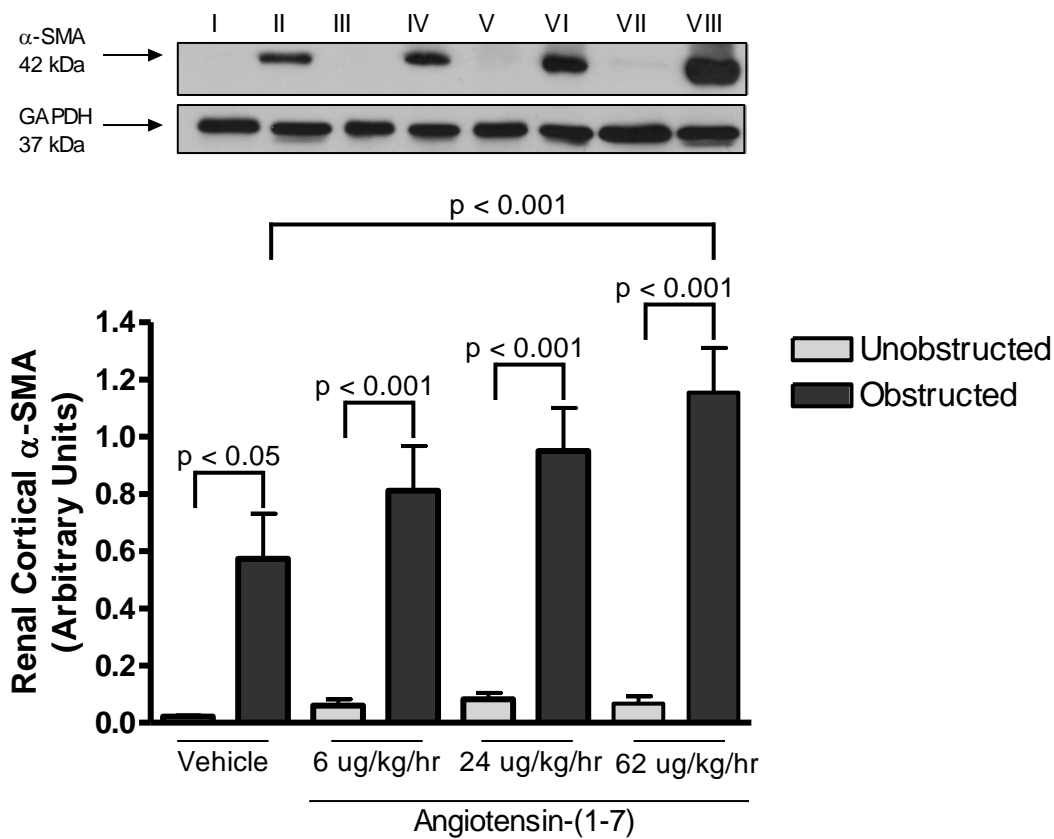 I II III IV V VI VII VIII
α-SMA
42 kDa
GAPDH
37 kDa
p < 0.001
p < 0.001
p < 0.001
p < 0.001
p < 0.05
1.4
1.2
1.0
0.8
0.6
0.4
0.2
0.0
Renal Cortical α-SMA
(Arbitrary Units)
Unobstructed
Obstructed
Vehicle 6 ug/kg/hr 24 ug/kg/hr 62 ug/kg/hr
Angiotensin-(1-7)